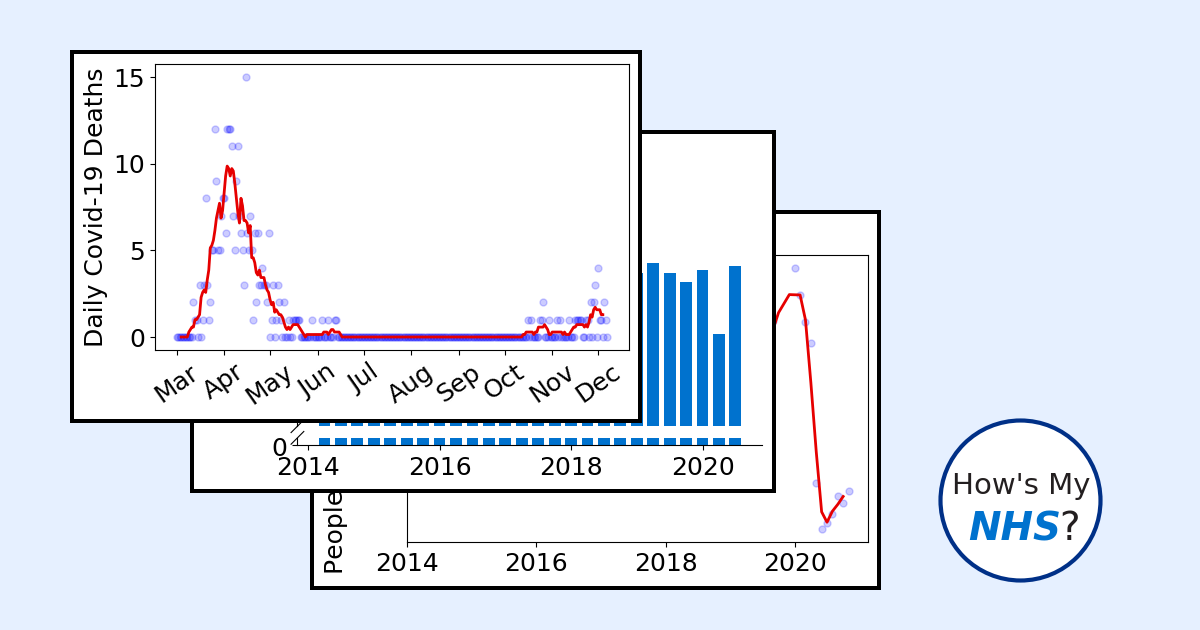 Daily Covid-19 Deaths
15
10
5
0
Mar Apr May Jun Jul Aug Sep Oct Nov Dec
0
2014 2016 2018 2020
People
2014 2016 2018 2020
How's My
NHS?